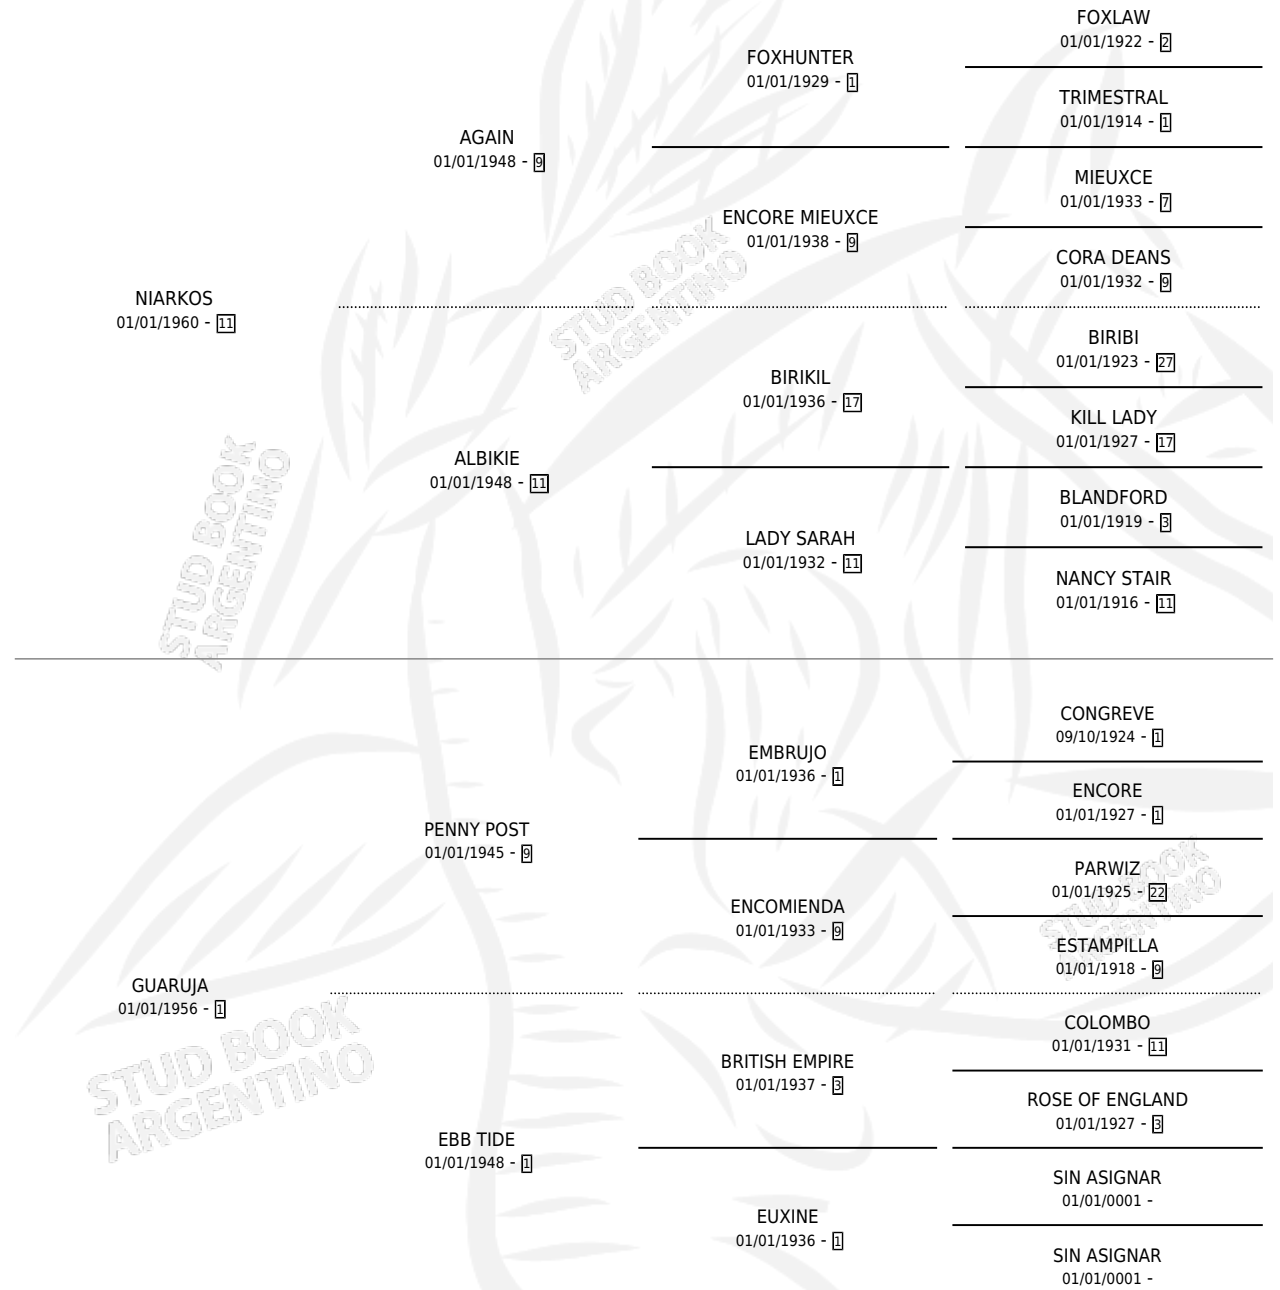 FOXLAW
01/01/1922 - 2
FOXHUNTER
01/01/1929 - 1
TRIMESTRAL
01/01/1914 - 1
AGAIN
01/01/1948 - 9
MIEUXCE
01/01/1933 - 7
ENCORE MIEUXCE
01/01/1938 - 9
CORA DEANS
01/01/1932 - 9
NIARKOS
01/01/1960 - 11
BIRIBI
01/01/1923 - 27
BIRIKIL
01/01/1936 - 17
KILL LADY
01/01/1927 - 17
ALBIKIE
01/01/1948 - 11
BLANDFORD
01/01/1919 - 3
LADY SARAH
01/01/1932 - 11
NANCY STAIR
01/01/1916 - 11
CONGREVE
09/10/1924 - 1
EMBRUJO
01/01/1936 - 1
ENCORE
01/01/1927 - 1
PENNY POST
01/01/1945 - 9
PARWIZ
01/01/1925 - 22
ENCOMIENDA
01/01/1933 - 9
ESTAMPILLA
01/01/1918 - 9
GUARUJA
01/01/1956 - 1
COLOMBO
01/01/1931 - 11
BRITISH EMPIRE
01/01/1937 - 3
ROSE OF ENGLAND
01/01/1927 - 3
EBB TIDE
01/01/1948 - 1
SIN ASIGNAR
01/01/0001 -
EUXINE
01/01/1936 - 1
SIN ASIGNAR
01/01/0001 -
STUD BOOK
ARGENTINO
STUD BOOK
ARGENTINO
STUD BOOK
ARGENTINO
STUD BOOK
ARGENTINO